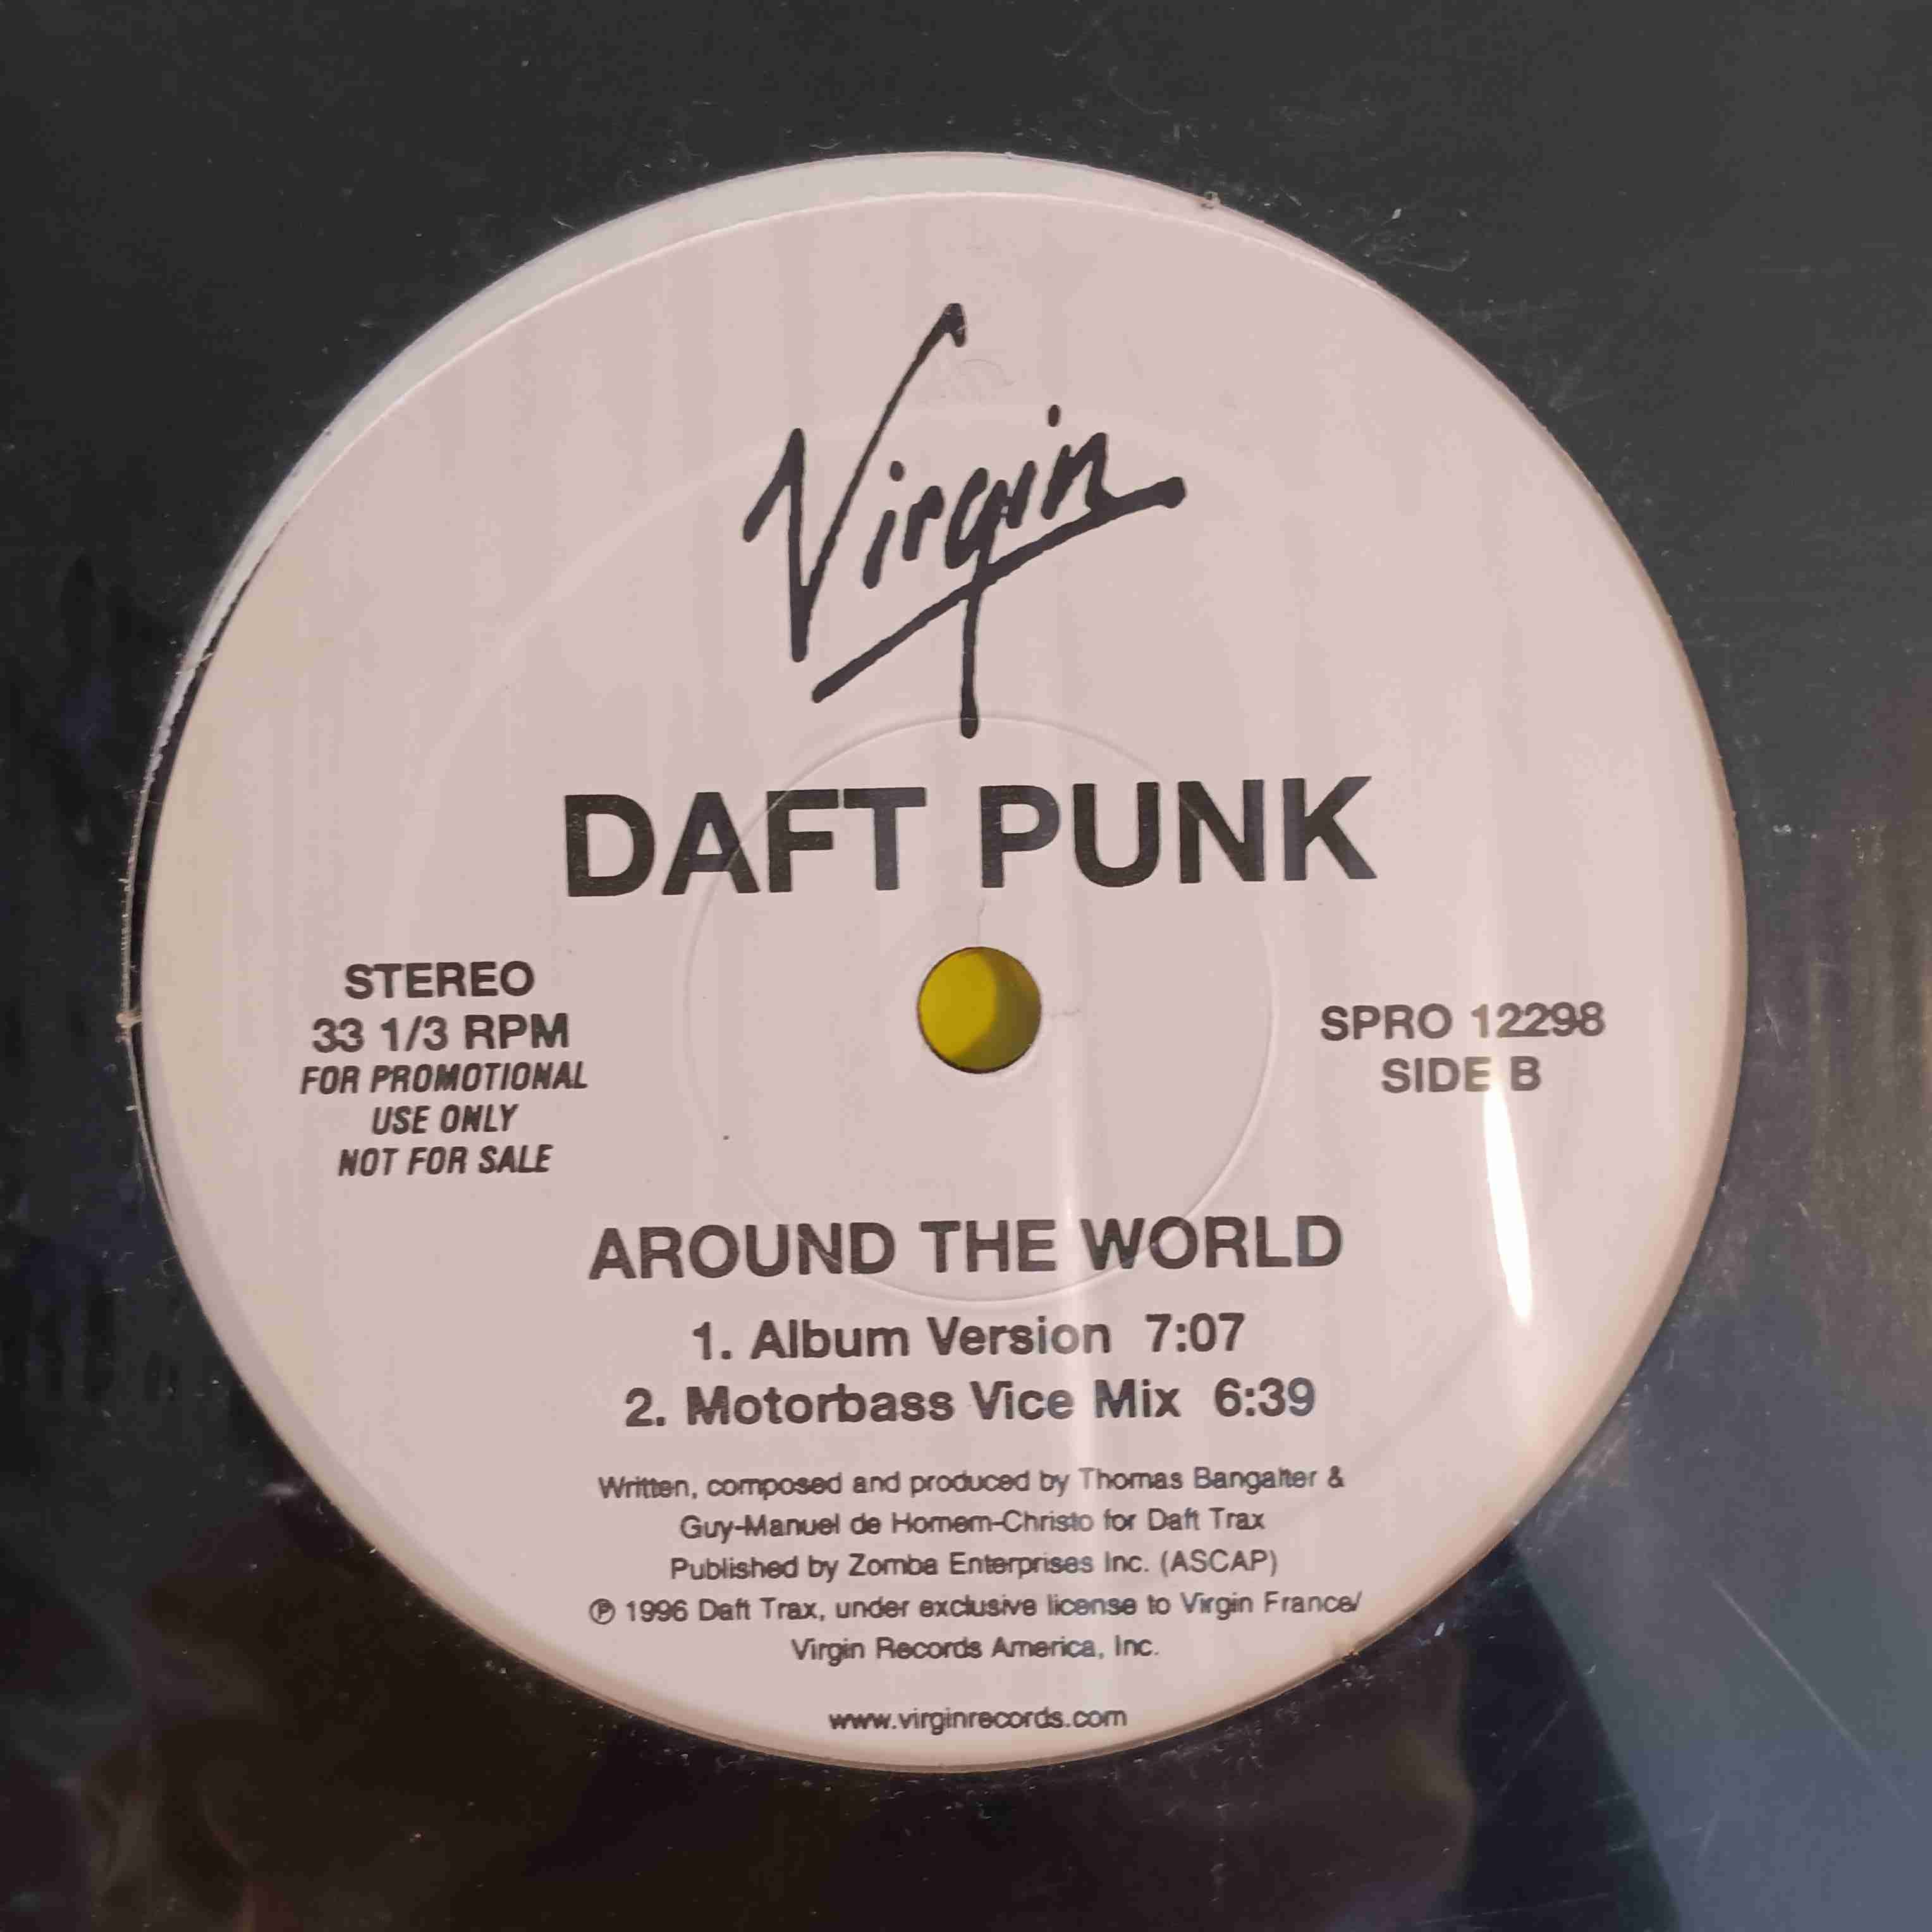 Virgin
DAFT PUNK
STEREO
33 1/3 RPM
FOR PROMOTIONAL
USE ONLY
NOT FOR SALE
SPRO 12298
SIDE B
AROUND THE WORLD
1. Album Version 7:07
2. Motorbass Vice Mix 6:39
Written, composed and produced by Thomas Bangalter &
Guy-Manuel de Homem-Christo for Daft Trax
Published by Zomba Enterprises Inc. (ASCAP)
℗ 1996 Daft Trax, under exclusive license to Virgin France/
Virgin Records America, Inc.
www.virginrecords.com